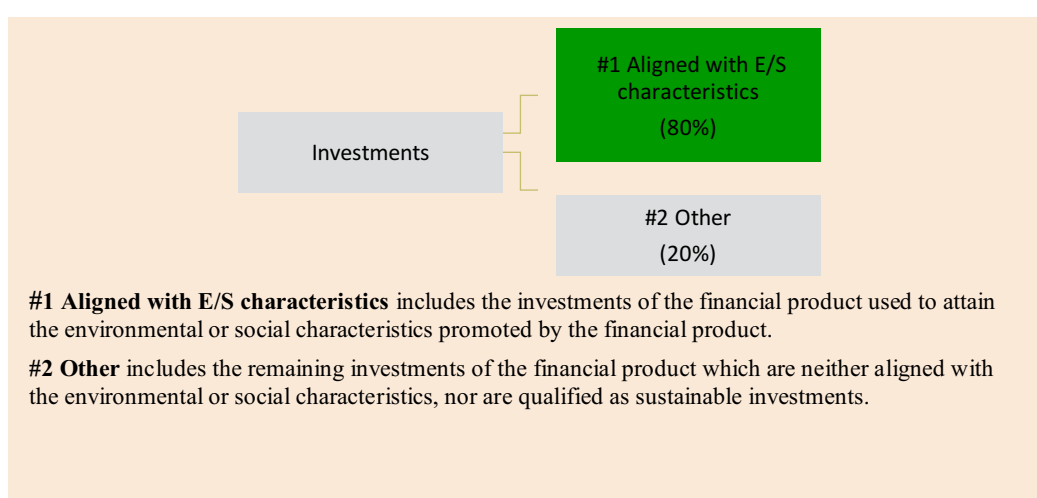 #1 Aligned with E/S
characteristics
(80%)
Investments
#2 Other
(20%)
#1 Aligned with E/S characteristics includes the investments of the financial product used to attain
the environmental or social characteristics promoted by the financial product.
#2 Other includes the remaining investments of the financial product which are neither aligned with
the environmental or social characteristics, nor are qualified as sustainable investments.